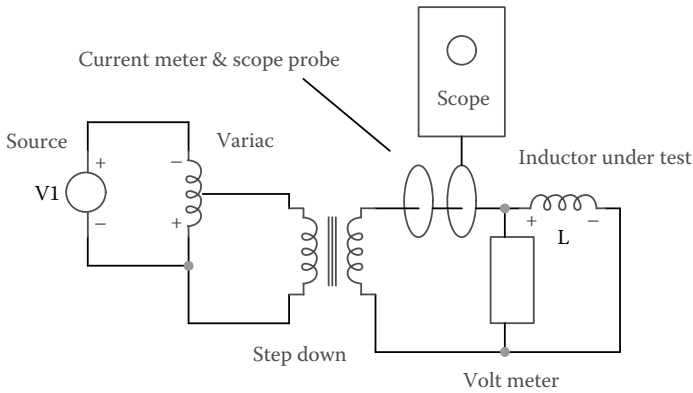 Current meter & scope probe
Scope
Source
Variac
Inductor under test
+
−
V1
+
−
+
−
L
Step down
Volt meter